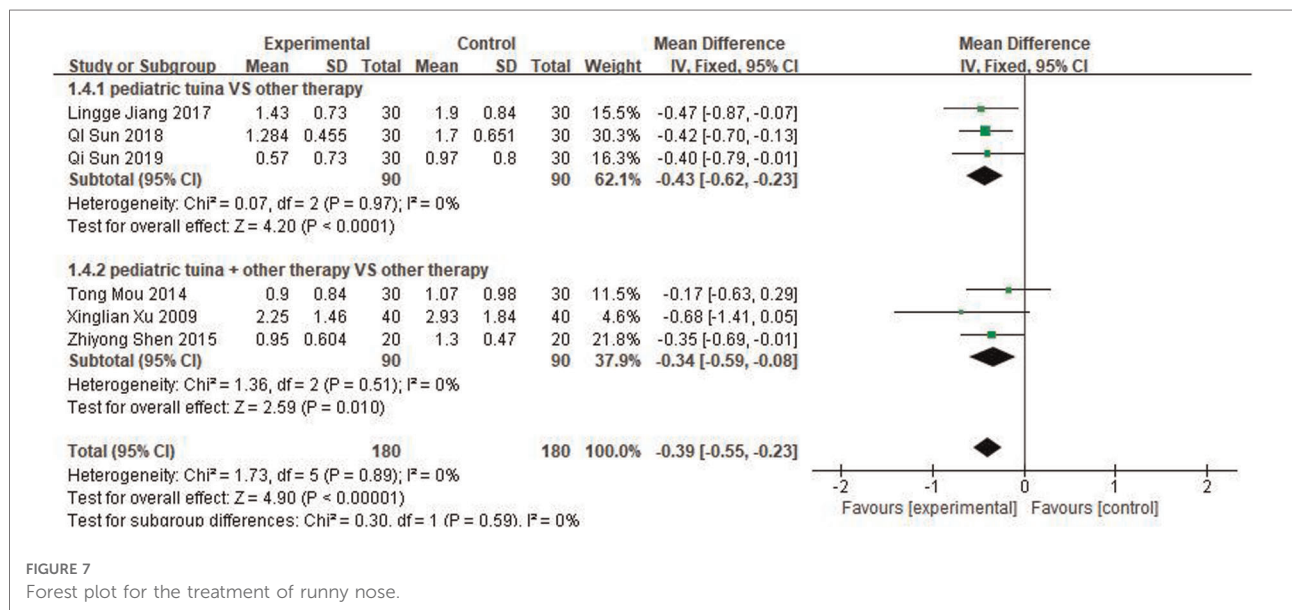 Experimental Control Mean Difference Mean Difference
Study or Subgroup Mean SD Total Mean SD Total Weight IV, Fixed, 95% CI IV, Fixed, 95% CI
1.4.1 pediatric tuina VS other therapy
Lingge Jiang 2017 1.43 0.73 30 1.9 0.84 30 15.5% -0.47 [-0.87, -0.07]
QI Sun 2018 1.284 0.455 30 1.7 0.651 30 30.3% -0.42 [-0.70, -0.13]
Qi Sun 2019 0.57 0.73 30 0.97 0.8 30 16.3% -0.40 [-0.79, -0.01]
Subtotal (95% CI) 90 90 62.1% -0.43 [-0.62, -0.23]
Heterogeneity: Chi² = 0.07, df = 2 (P = 0.97); I² = 0%
Test for overall effect: Z = 4.20 (P < 0.0001)
1.4.2 pediatric tuina + other therapy VS other therapy
Tong Mou 2014 0.9 0.84 30 1.07 0.98 30 11.5% -0.17 [-0.63, 0.29]
Xinglian Xu 2009 2.25 1.46 40 2.93 1.84 40 4.6% -0.68 [-1.41, 0.05]
Zhiyong Shen 2015 0.95 0.604 20 1.3 0.47 20 21.8% -0.35 [-0.69, -0.01]
Subtotal (95% CI) 90 90 37.9% -0.34 [-0.59, -0.08]
Heterogeneity: Chi² = 1.36, df = 2 (P = 0.51); I² = 0%
Test for overall effect: Z = 2.59 (P = 0.010)
Total (95% CI) 180 180 100.0% -0.39 [-0.55, -0.23]
Heterogeneity: Chi² = 1.73, df = 5 (P = 0.89); I² = 0%
Test for overall effect: Z = 4.90 (P < 0.00001)
Test for subgroup differences: Chi² = 0.30, df = 1 (P = 0.59), I² = 0%
-2 -1 0 1 2
Favours [experimental] Favours [control]
FIGURE 7
Forest plot for the treatment of runny nose.